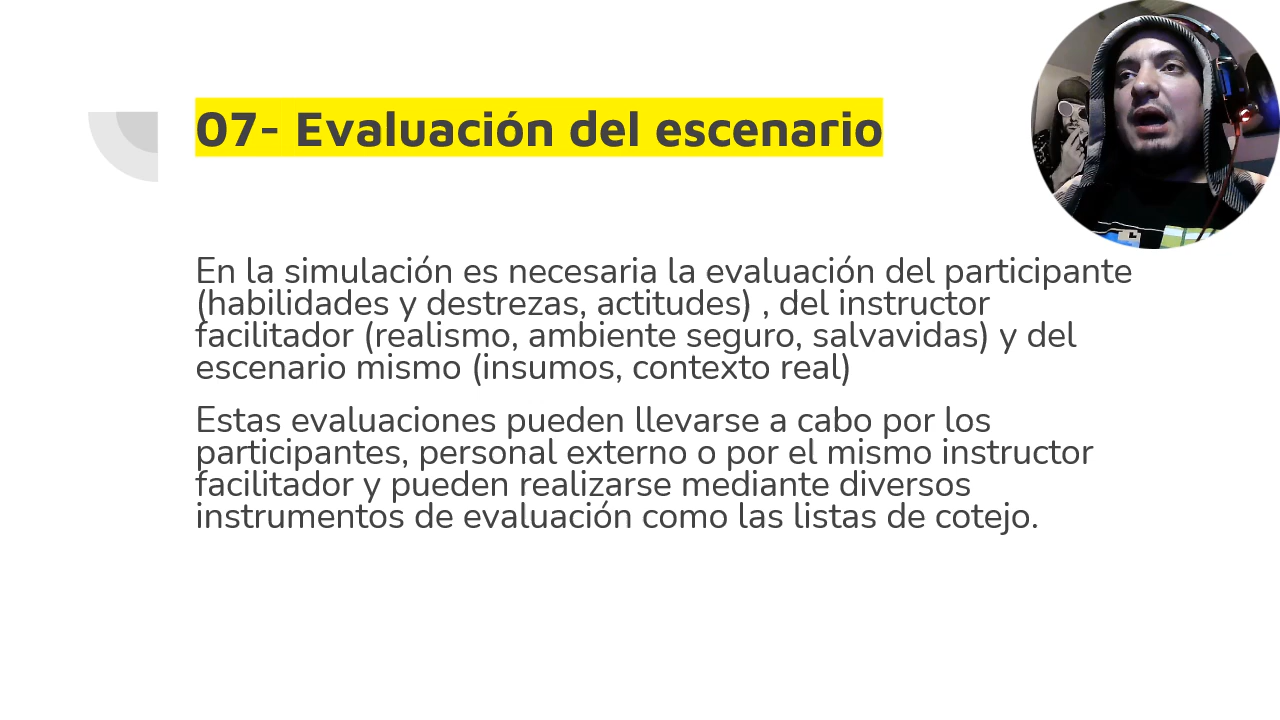 07- Evaluación del escenario
En la simulación es necesaria la evaluación del participante
(habilidades y destrezas, actitudes) , del instructor
facilitador (realismo, ambiente seguro, salvavidas) y del
escenario mismo (insumos, contexto real)
Estas evaluaciones pueden llevarse a cabo por los
participantes, personal externo o por el mismo instructor
facilitador y pueden realizarse mediante diversos
instrumentos de evaluación como las listas de cotejo.